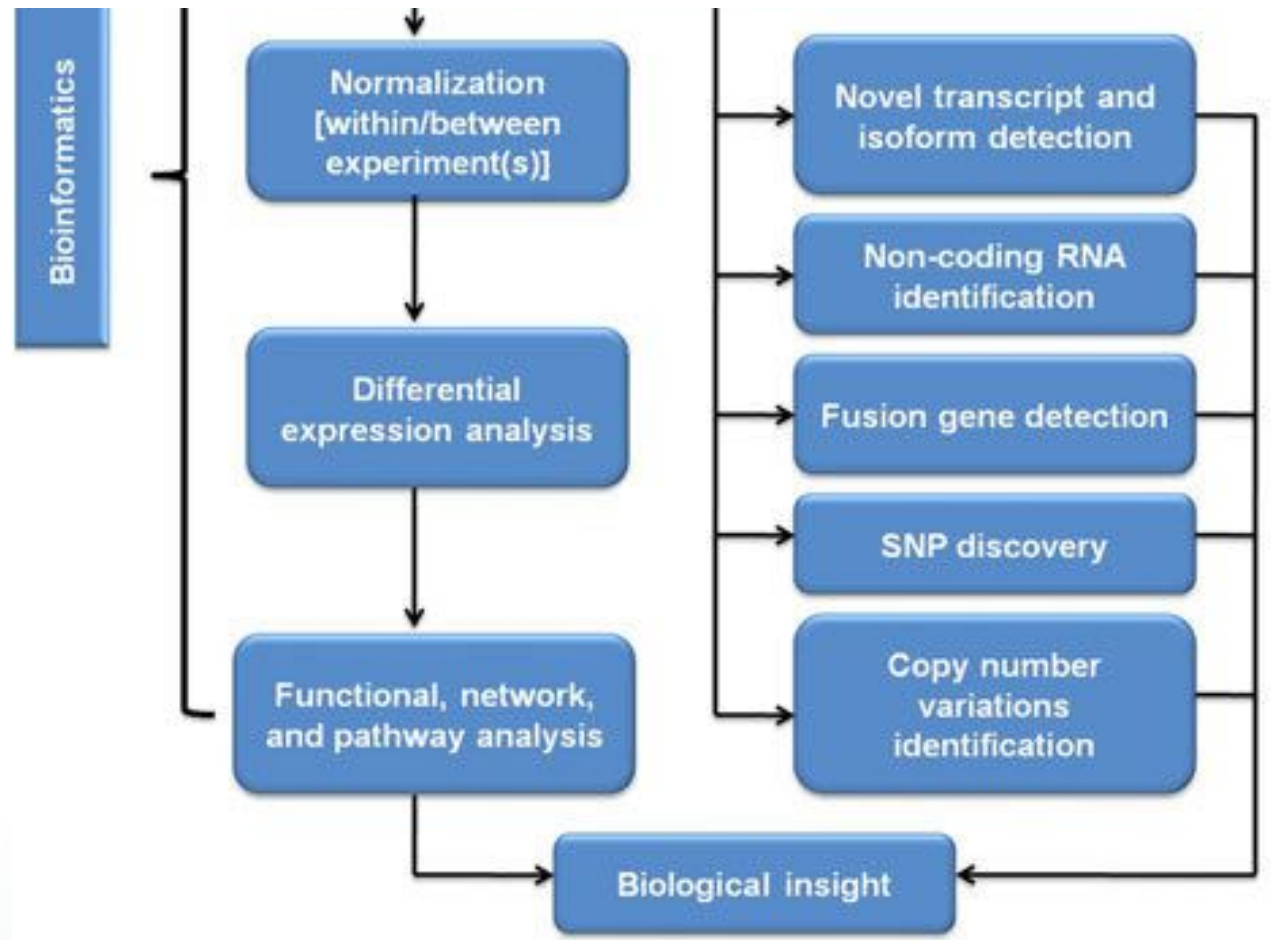 Bioinformatics
Normalization
[within/between
experiment(s)]
Differential
expression analysis
Functional, network,
and pathway analysis
Novel transcript and
isoform detection
Non-coding RNA
identification
Fusion gene detection
SNP discovery
Copy number
variations
identification
Biological insight